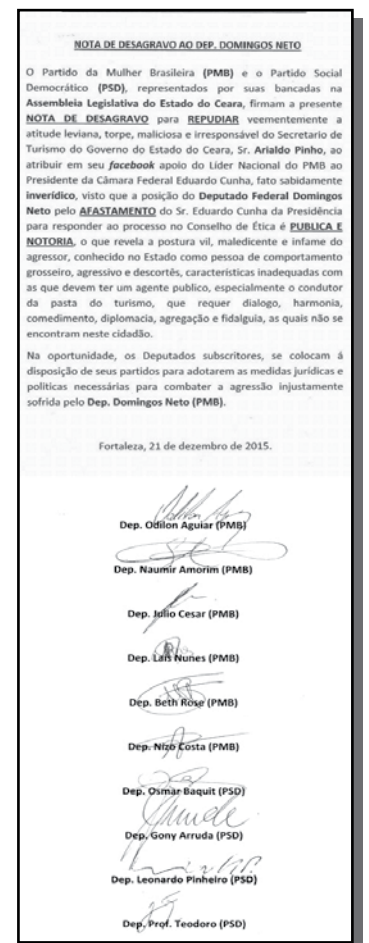 NOTA DE DESAGRAVO AO DEP. DOMINGOS NETO
O Partido da Mulher Brasileira (PMB) e o Partido Social
Democrático (PSD), representados por suas bancadas na
Assembleia Legislativa do Estado do Ceara, firmam a presente
NOTA DE DESAGRAVO para REPUDIAR veementemente a
atitude leviana, torpe, maliciosa e irresponsável do Secretario de
Turismo do Governo do Estado do Ceara, Sr. Arialdo Pinho, ao
atribuir em seu facebook apoio do Líder Nacional do PMB ao
Presidente da Câmara Federal Eduardo Cunha, fato sabidamente
inverídico, visto que a posição do Deputado Federal Domingos
Neto pelo AFASTAMENTO do Sr. Eduardo Cunha da Presidência
para responder ao processo no Conselho de Ética é PUBLICA E
NOTORIA, o que revela a postura vil, maledicente e infame do
agressor, conhecido no Estado como pessoa de comportamento
grosseiro, agressivo e descortês, características inadequadas com
as que devem ter um agente publico, especialmente o condutor
da pasta do turismo, que requer dialogo, harmonia,
comedimento, diplomacia, agregação e fidalguia, as quais não se
encontram neste cidadão.
Na oportunidade, os Deputados subscritores, se colocam á
disposição de seus partidos para adotarem as medidas jurídicas e
politicas necessárias para combater a agressão injustamente
sofrida pelo Dep. Domingos Neto (PMB).
Fortaleza, 21 de dezembro de 2015.
Dep. Odilon Aguiar (PMB)
Dep. Naumir Amorim (PMB)
Dep. Julio Cesar (PMB)
Dep. Laís Nunes (PMB)
Dep. Beth Rose (PMB)
Dep. Nizo Costa (PMB)
Dep. Osmar Baquit (PSD)
Dep. Gony Arruda (PSD)
Dep. Leonardo Pinheiro (PSD)
Dep. Prof. Teodoro (PSD)